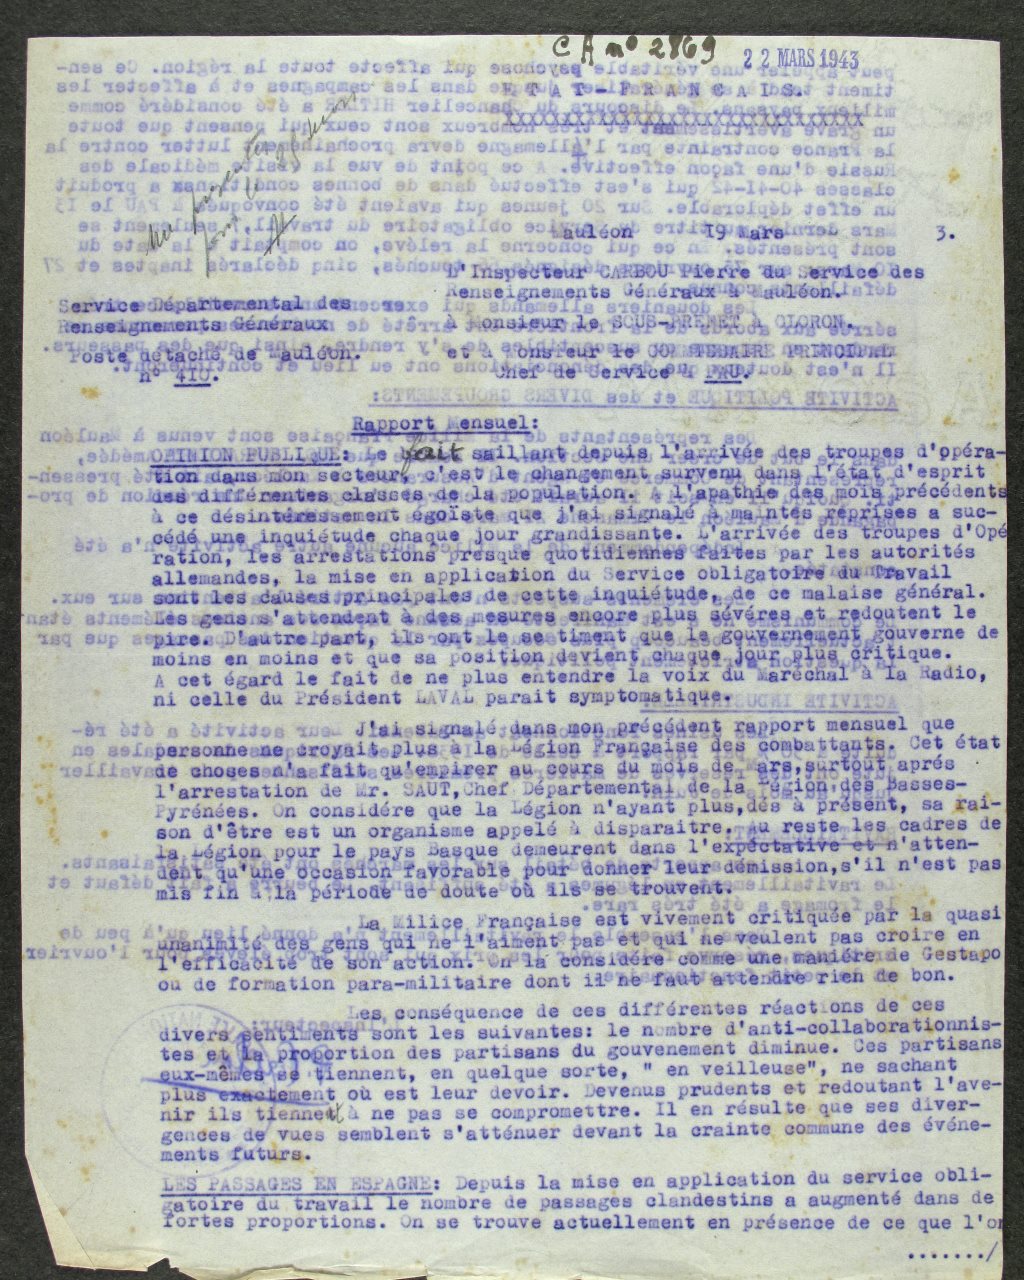 C A n° 2869
22 MARS 1943
E T A T - F R A N C A I S.
XXXXXXXXXXXXXXXXXXXXXXXX
Mauléon 19 Mars 3.
L'Inspecteur CARBOU Pierre du Service des
Renseignements Généraux à Mauléon.
Service Départemental des
Renseignements Généraux
à Monsieur le SOUS-PREFET à OLORON.
Poste détaché de Mauléon.
et à Monsieur le COMMISSAIRE PRINCIPAL
n° 410.
Chef de Service à PAU.
Rapport Mensuel:
OPINION PUBLIQUE: Le fait saillant depuis l'arrivée des troupes d'opéra-
tion dans mon secteur, c'est le changement survenu dans l'état d'esprit
des différentes classes de la population. A l'apathie des mois précédents
à ce désintéressement égoïste que j'ai signalé à maintes reprises a suc-
cédé une inquiétude chaque jour grandissante. L'arrivée des troupes d'Opé
ration, les arrestations presque quotidiennes faites par les autorités
allemandes, la mise en application du Service obligatoire du Travail
sont les causes principales de cette inquiétude, de ce malaise général.
Les gens s'attendent à des mesures encore plus sévéres et redoutent le
pire. D'autre part, ils ont le se timent que le gouvernement gouverne de
moins en moins et que sa position devient chaque jour plus critique.
A cet égard le fait de ne plus entendre la voix du Maréchal à la Radio,
ni celle du Président LAVAL parait symptomatique.
J'ai signalé dans mon précédent rapport mensuel que
personne ne croyait plus à la Légion Française des combattants. Cet état
de choses n'a fait qu'empirer au cours du mois de Mars,surtout aprés
l'arrestation de Mr. SAUT,Chef Départemental de la Légion des Basses-
Pyrénées. On considére que la Légion n'ayant plus,dés à présent, sa rai-
son d'être est un organisme appelé à disparaitre. Au reste les cadres de
la Légion pour le pays Basque demeurent dans l'expéctative et n'atten-
dent qu'une occasion favorable pour donner leur démission,s'il n'est pas
mis fin à la période de doute où ils se trouvent.
La Milice Française est vivement critiquée par la quasi
unanimité des gens qui ne l'aiment pas et qui ne veulent pas croire en
l'efficacité de son action. On la considére comme une maniére de Gestapo
ou de formation para-militaire dont il ne faut attendre rien de bon.
Les conséquence de ces différentes réactions de ces
divers sentiments sont les suivantes: le nombre d'anti-collaborationnis-
tes et la proportion des partisans du gouvenement diminue. Ces partisans
eux-mêmes se tiennent, en quelque sorte, " en veilleuse", ne sachant
plus exactement où est leur devoir. Devenus prudents et redoutant l'ave-
nir ils tiennent à ne pas se compromettre. Il en résulte que ses diver-
gences de vues semblent s'atténuer devant la crainte commune des événe-
ments futurs.
LES PASSAGES EN ESPAGNE: Depuis la mise en application du service obli-
gatoire du travail le nombre de passages clandestins a augmenté dans de
fortes proportions. On se trouve actuellement en présence de ce que l'on
......./